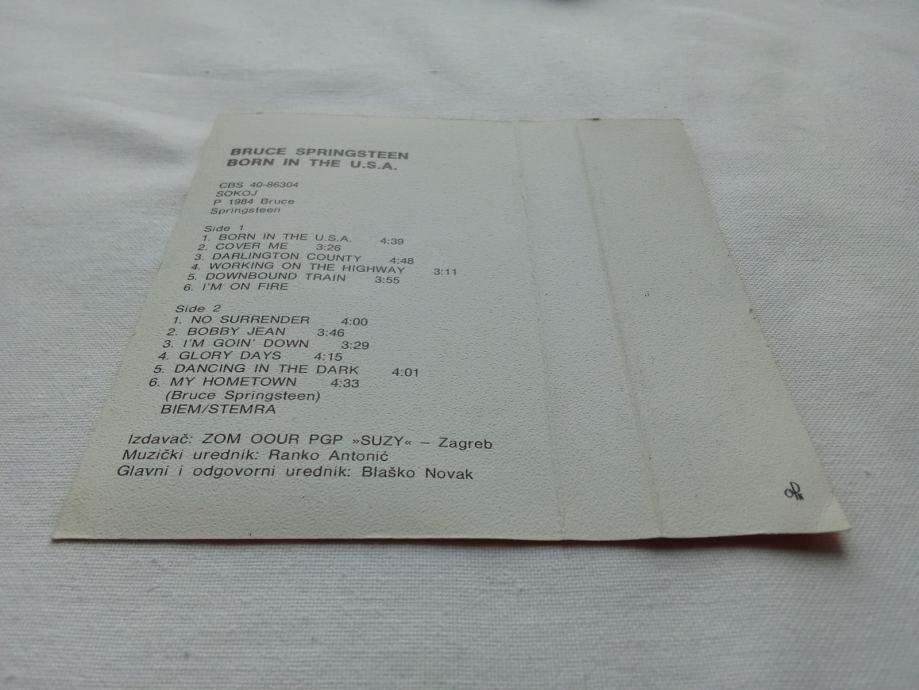 BRUCE SPRINGSTEEN
BORN IN THE U.S.A.
CBS 40-86304
SOKOJ
P 1984 Bruce
Springsteen
Side 1
1. BORN IN THE U.S.A. 4:39
2. COVER ME 3:26
3. DARLINGTON COUNTY 4:48
4. WORKING ON THE HIGHWAY 3:11
5. DOWNBOUND TRAIN 3:55
6. I'M ON FIRE
Side 2
1. NO SURRENDER 4:00
2. BOBBY JEAN 3:46
3. I'M GOIN' DOWN 3:29
4. GLORY DAYS 4:15
5. DANCING IN THE DARK 4:01
6. MY HOMETOWN 4:33
(Bruce Springsteen)
BIEM/STEMRA
Izdavač: ZOM OOUR PGP »SUZY« – Zagreb
Muzički urednik: Ranko Antonić
Glavni i odgovorni urednik: Blaško Novak